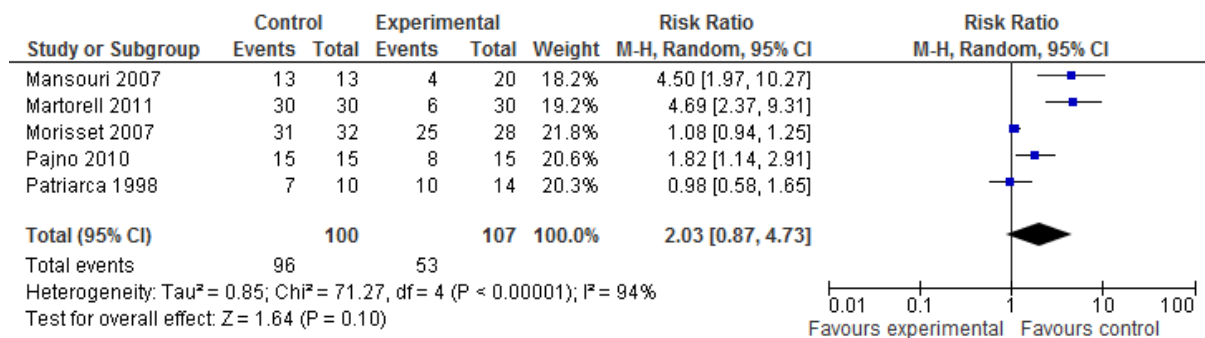 Control Experimental Risk Ratio Risk Ratio
Study or Subgroup Events Total Events Total Weight M-H, Random, 95% CI M-H, Random, 95% CI
Mansouri 2007 13 13 4 20 18.2% 4.50 [1.97, 10.27]
Martorell 2011 30 30 6 30 19.2% 4.69 [2.37, 9.31]
Morisset 2007 31 32 25 28 21.8% 1.08 [0.94, 1.25]
Pajno 2010 15 15 8 15 20.6% 1.82 [1.14, 2.91]
Patriarca 1998 7 10 10 14 20.3% 0.98 [0.58, 1.65]
Total (95% CI) 100 107 100.0% 2.03 [0.87, 4.73]
Total events 96 53
Heterogeneity: Tau² = 0.85; Chi² = 71.27, df = 4 (P < 0.00001); I² = 94%
Test for overall effect: Z = 1.64 (P = 0.10)
0.01 0.1 1 10 100
Favours experimental Favours control